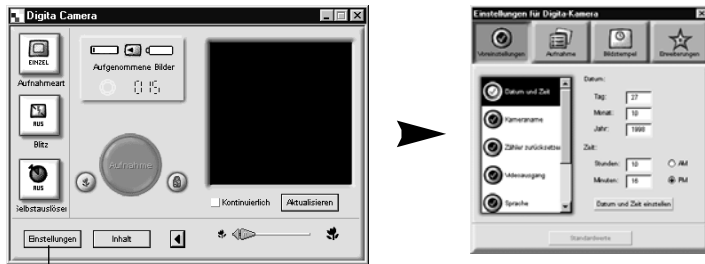 Digita Camera
EINZEL
Aufnahmeart
AUS
Blitz
AUS
Selbstauslöser
Aufgenommene Bilder
015
Aufnahme
Kontinuierlich
Aktualisieren
Einstellungen
Inhalt
Einstellungen für Digita-Kamera
Voreinstellungen
Aufnahme
Bildstempel
Erweiterungen
Datum und Zeit
Kameraname
Zähler zurücksetzen
Videoausgang
Sprache
Datum:
Tag: 27
Monat: 10
Jahr: 1998
Zeit:
Stunden: 10
AM
Minuten: 16
PM
Datum und Zeit einstellen
Standardwerte